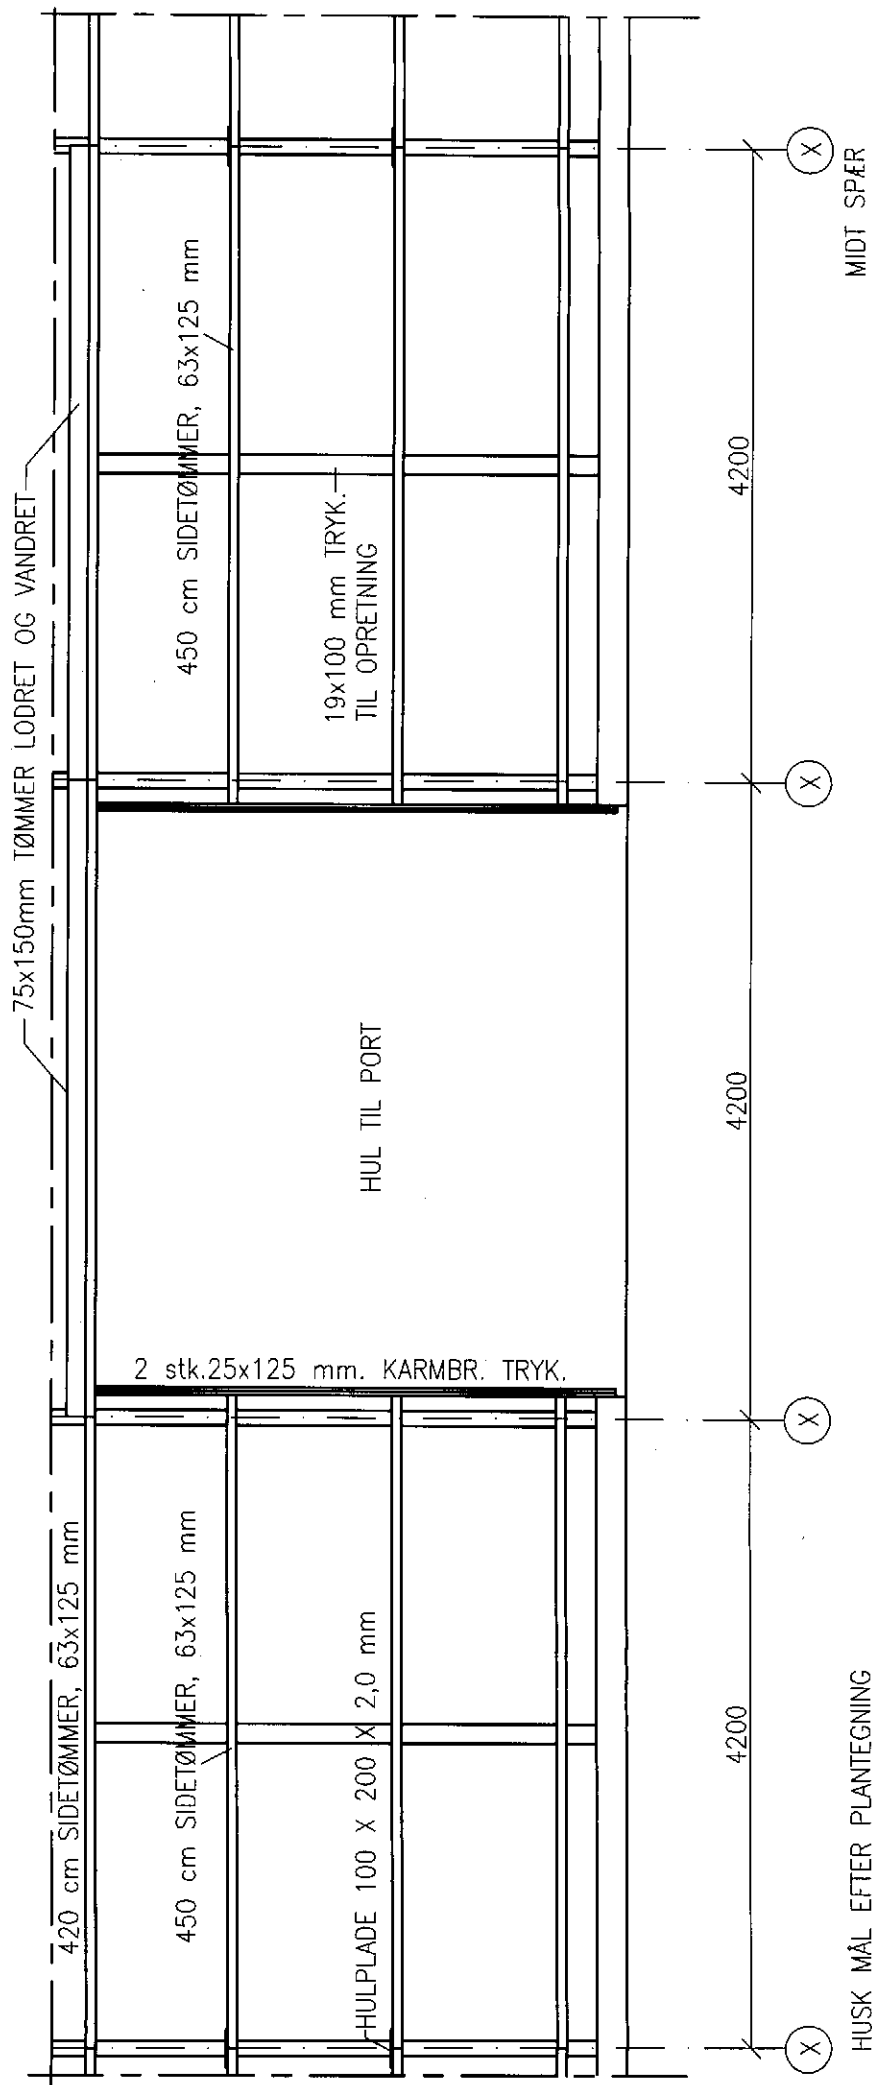 75x150mm TØMMER LODRET OG VANDRET
420 cm SIDETØMMER, 63x125 mm
450 cm SIDETØMMER, 63x125 mm
HULPLADE 100 X 200 X 2,0 mm
2 stk.25x125 mm. KARMBR. TRYK.
HUL TIL PORT
450 cm SIDETØMMER, 63x125 mm
19x100 mm TRYK.
TIL OPRETNING
4200
4200
4200
X
X
X
X
HUSK MÅL EFTER PLANTEGNING
MIDT SPÆR